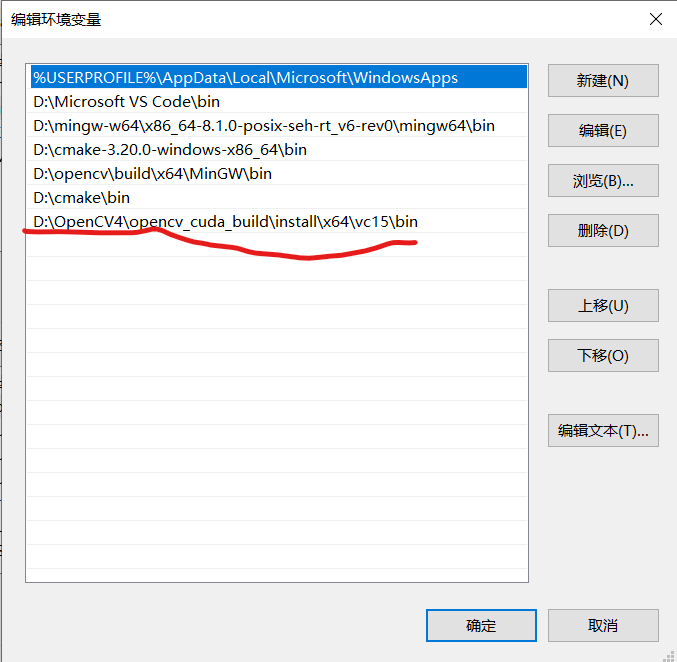 编辑环境变量
%USERPROFILE%\AppData\Local\Microsoft\WindowsApps
D:\Microsoft VS Code\bin
D:\mingw-w64\x86_64-8.1.0-posix-seh-rt_v6-rev0\mingw64\bin
D:\cmake-3.20.0-windows-x86_64\bin
D:\opencv\build\x64\MinGW\bin
D:\cmake\bin
D:\OpenCV4\opencv_cuda_build\install\x64\vc15\bin
新建(N)
编辑(E)
浏览(B)...
删除(D)
上移(U)
下移(O)
编辑文本(T)...
确定
取消